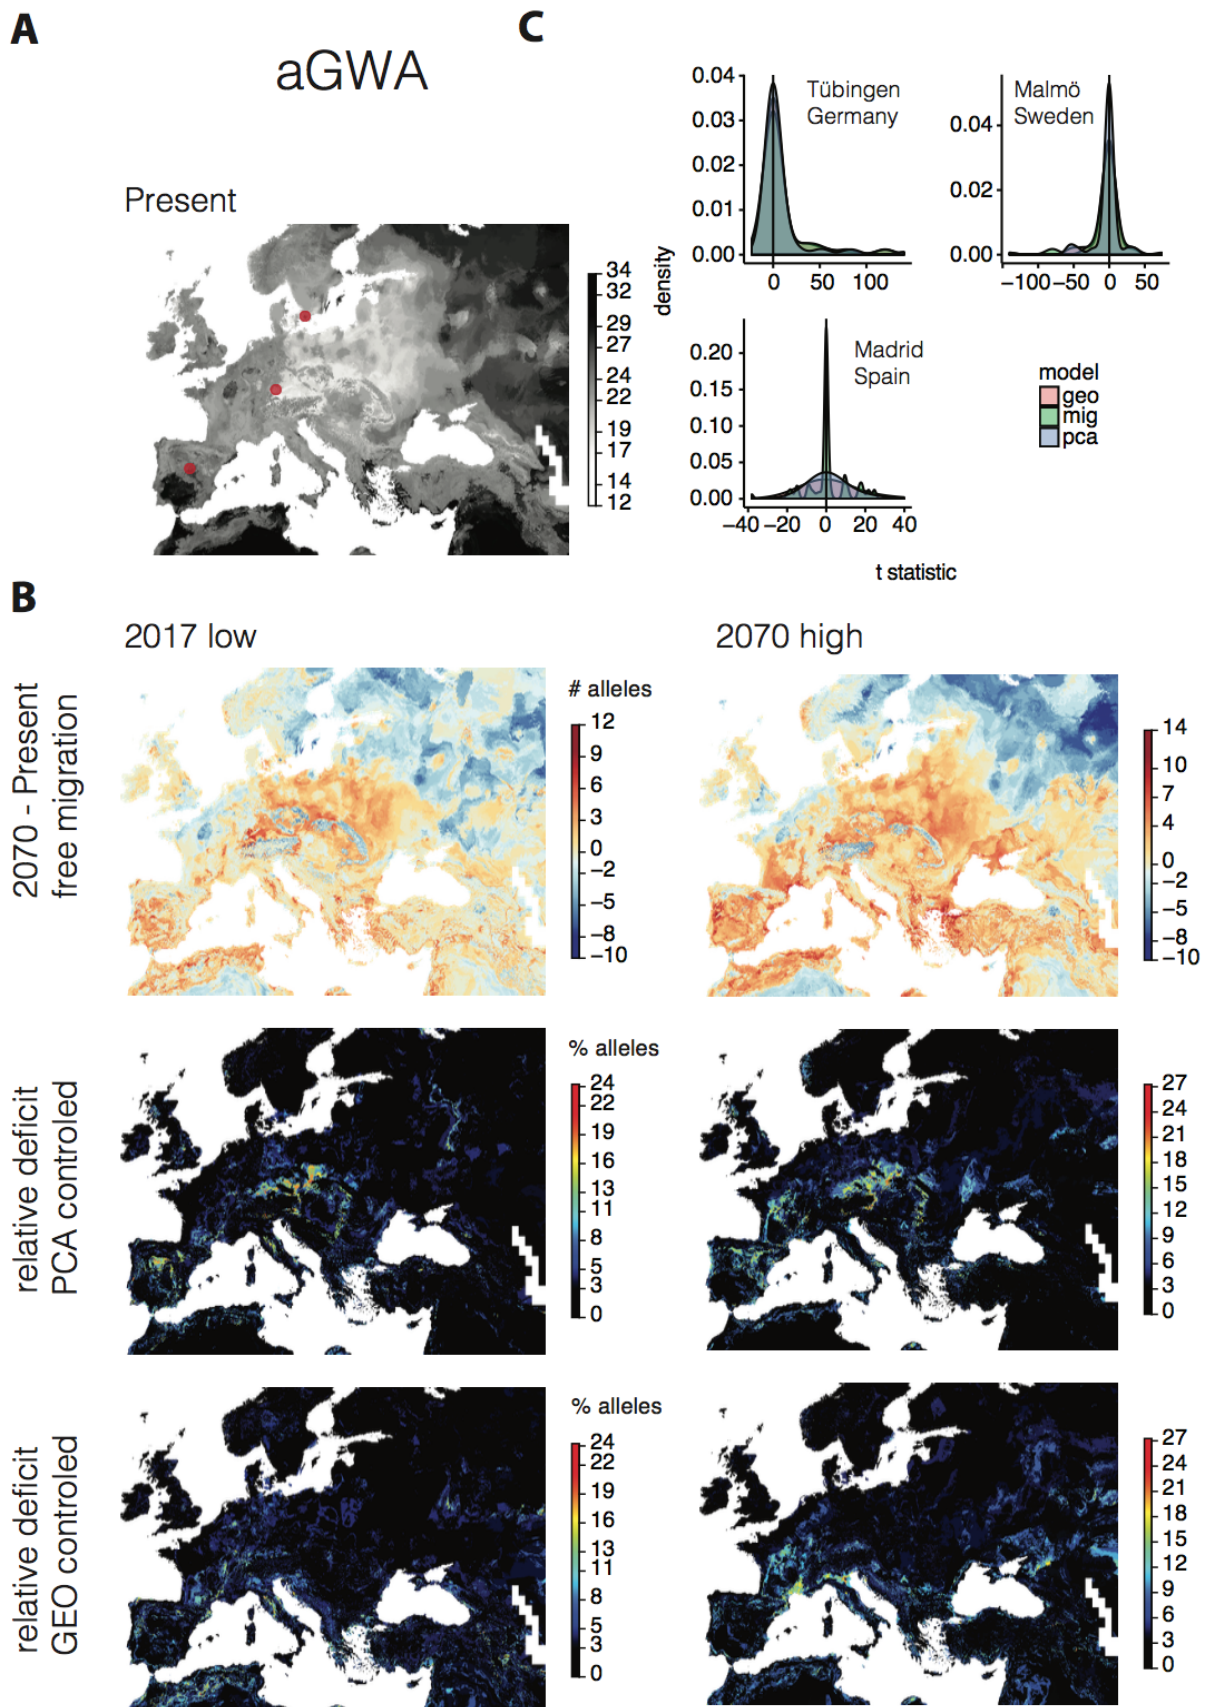 A
aGWA
Present
34
32
29
27
24
22
19
17
14
12
C
Tübingen
Germany
0.04
0.03
0.02
0.01
0.00
0 50 100
Malmö
Sweden
0.04
0.02
0.00
−100 −50 0 50
density
Madrid
Spain
0.20
0.15
0.10
0.05
0.00
−40 −20 0 20 40
t statistic
model
geo
mig
pca
B
2017 low
2070 high
2070 - Present
free migration
# alleles
12
9
6
3
0
−2
−5
−8
−10
14
10
7
4
0
−2
−5
−8
−10
relative deficit
PCA controled
% alleles
24
22
19
16
13
11
8
5
3
0
27
24
21
18
15
12
9
6
3
0
relative deficit
GEO controled
% alleles
24
22
19
16
13
11
8
5
3
0
27
24
21
18
15
12
9
6
3
0